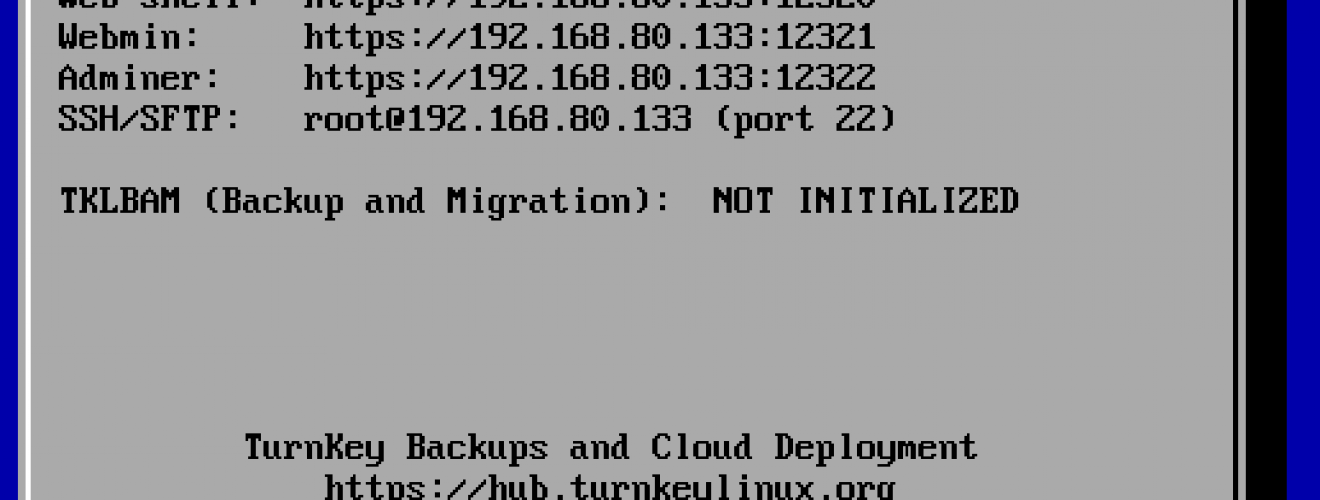 Web shell: https://192.168.80.133:12320
Webmin: https://192.168.80.133:12321
Adminer: https://192.168.80.133:12322
SSH/SFTP: root@192.168.80.133 (port 22)
TKLBAM (Backup and Migration): NOT INITIALIZED
TurnKey Backups and Cloud Deployment
https://hub.turnkeylinux.org